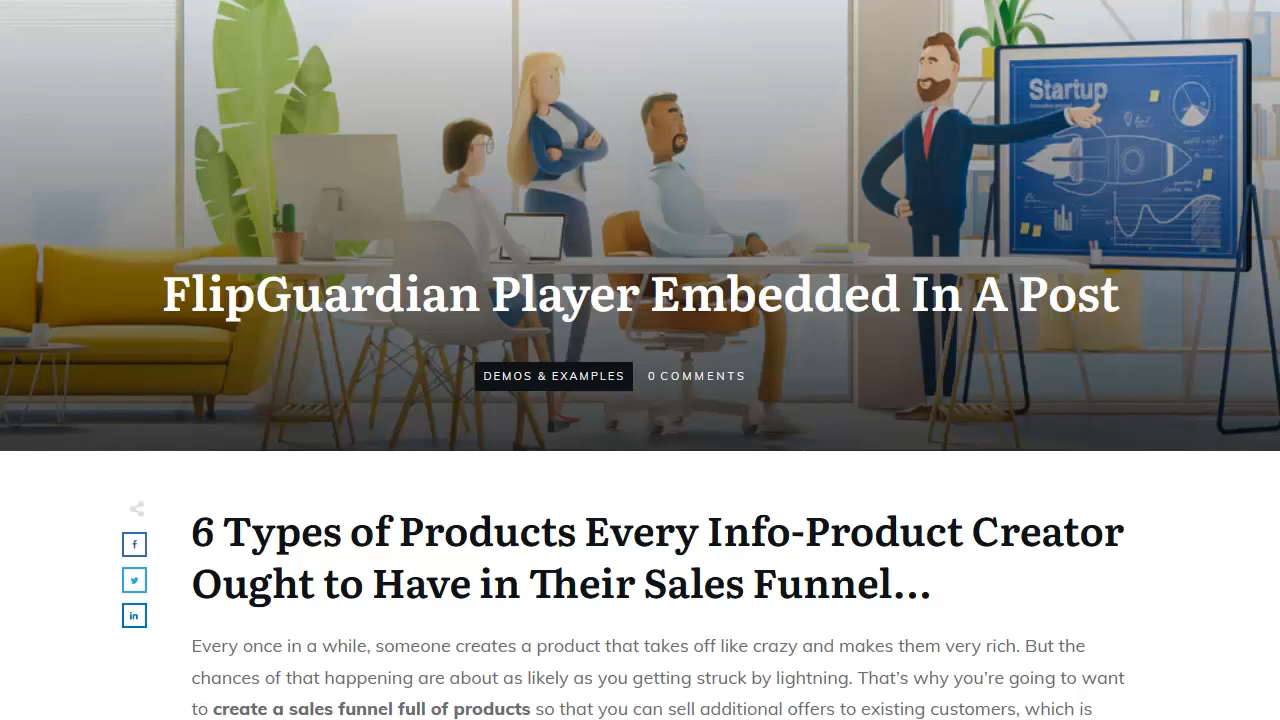 Startup
FlipGuardian Player Embedded In A Post
DEMOS & EXAMPLES
0 COMMENTS
6 Types of Products Every Info-Product Creator
Ought to Have in Their Sales Funnel...
Every once in a while, someone creates a product that takes off like crazy and makes them very rich. But the
chances of that happening are about as likely as you getting struck by lightning. That's why you're going to want
to create a sales funnel full of products so that you can sell additional offers to existing customers, which is